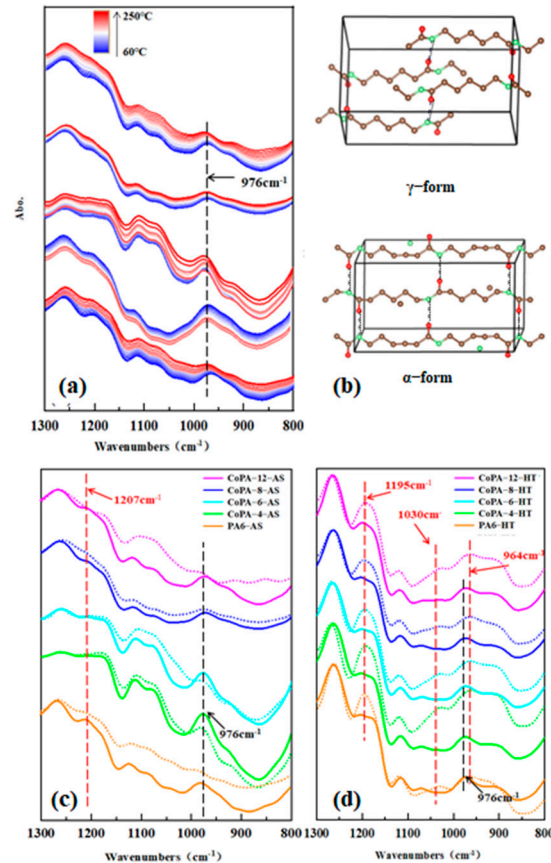 250℃
60℃
976cm⁻¹
Abo.
(a)
1300 1200 1100 1000 900 800
Wavenumbers (cm⁻¹)
γ−form
(b)
α−form
CoPA−12−AS
CoPA−8−AS
CoPA−6−AS
CoPA−4−AS
PA6−AS
1207cm⁻¹
976cm⁻¹
(c)
1300 1200 1100 1000 900 800
Wavenumbers（cm⁻¹）
CoPA−12−HT
CoPA−8−HT
CoPA−6−HT
CoPA−4−HT
PA6−HT
1195cm⁻¹
1030cm⁻
964cm⁻¹
976cm⁻¹
(d)
1300 1200 1100 1000 900 800
Wavenumbers（cm⁻¹）